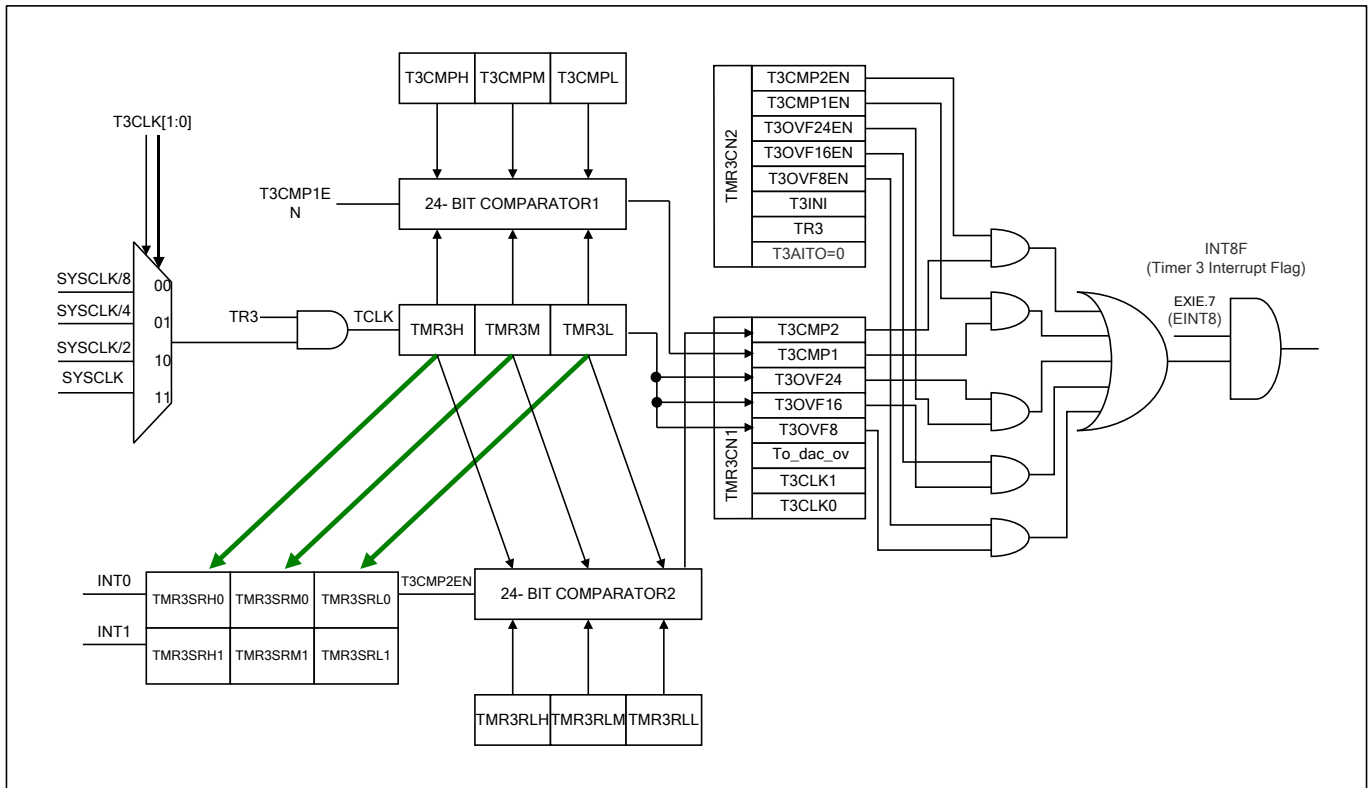 T3CMPH T3CMPM T3CMPL
T3CLK[1:0]
T3CMP1E
N
24- BIT COMPARATOR1
SYSCLK/8
SYSCLK/4
SYSCLK/2
SYSCLK
00
01
10
11
TR3
TCLK
TMR3H TMR3M TMR3L
TMR3CN2
T3CMP2EN
T3CMP1EN
T3OVF24EN
T3OVF16EN
T3OVF8EN
T3INI
TR3
T3AITO=0
TMR3CN1
T3CMP2
T3CMP1
T3OVF24
T3OVF16
T3OVF8
To_dac_ov
T3CLK1
T3CLK0
INT8F
(Timer 3 Interrupt Flag)
EXIE.7
(EINT8)
INT0
INT1
TMR3SRH0 TMR3SRM0 TMR3SRL0
TMR3SRH1 TMR3SRM1 TMR3SRL1
T3CMP2EN
24- BIT COMPARATOR2
TMR3RLH TMR3RLM TMR3RLL